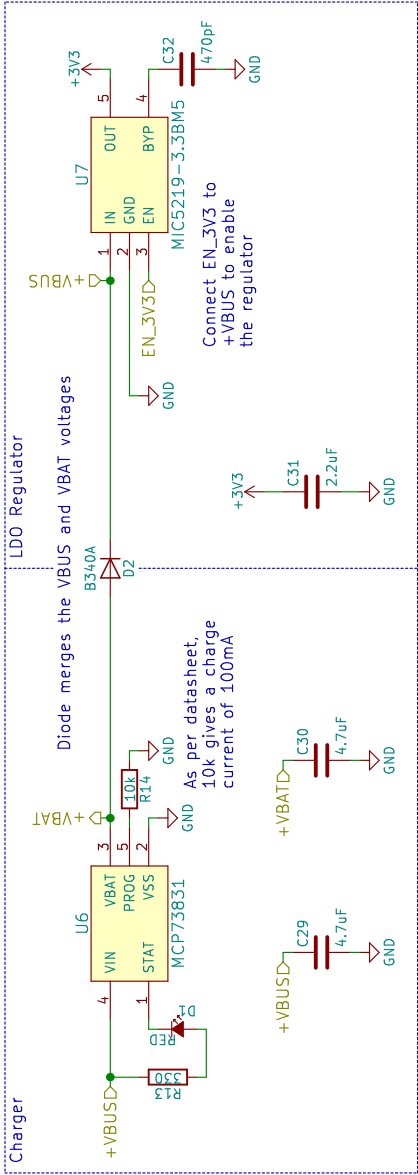 Charger
+VBUS
R13
330
D1
RED
4
1
VIN
STAT
U6
MCP73831
VBAT
PROG
VSS
3
5
2
+VBAT
10k
R14
GND
GND
As per datasheet,
10k gives a charge
current of 100mA
+VBUS
C29
4.7uF
GND
+VBAT
C30
4.7uF
GND
Diode merges the VBUS and VBAT voltages
B340A
D2
LDO Regulator
+VBUS
1
2
3
IN
GND
EN
U7
MIC5219-3.3BM5
OUT
BYP
5
4
+3V3
C32
470pF
GND
EN_3V3
GND
Connect EN_3V3 to
+VBUS to enable
the regulator
+3V3
C31
2.2uF
GND